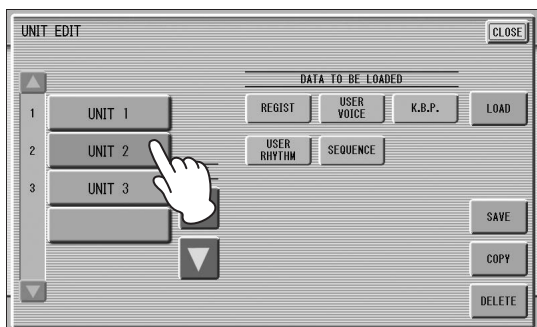 UNIT EDIT
CLOSE
DATA TO BE LOADED
1
UNIT 1
REGIST
USER
VOICE
K.B.P.
LOAD
2
UNIT 2
USER
RHYTHM
SEQUENCE
3
UNIT 3
SAVE
COPY
DELETE